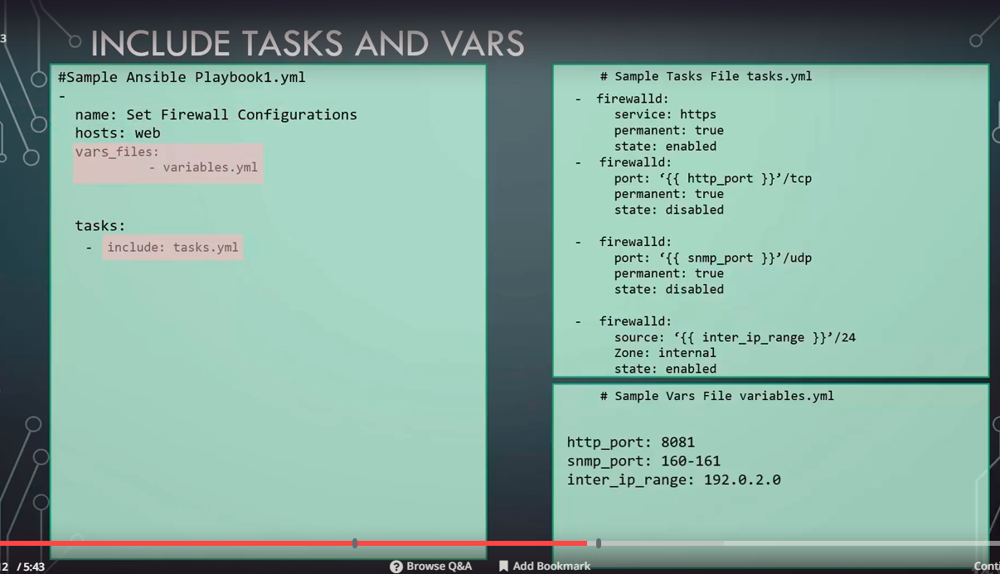 3
INCLUDE TASKS AND VARS
#Sample Ansible Playbook1.yml
-
name: Set Firewall Configurations
hosts: web
vars_files:
- variables.yml
tasks:
- include: tasks.yml
# Sample Tasks File tasks.yml
- firewalld:
service: https
permanent: true
state: enabled
- firewalld:
port: ‘{{ http_port }}’/tcp
permanent: true
state: disabled
- firewalld:
port: ‘{{ snmp_port }}’/udp
permanent: true
state: disabled
- firewalld:
source: ‘{{ inter_ip_range }}’/24
Zone: internal
state: enabled
# Sample Vars File variables.yml
http_port: 8081
snmp_port: 160-161
inter_ip_range: 192.0.2.0
/ 5:43
? Browse Q&A
Add Bookmark